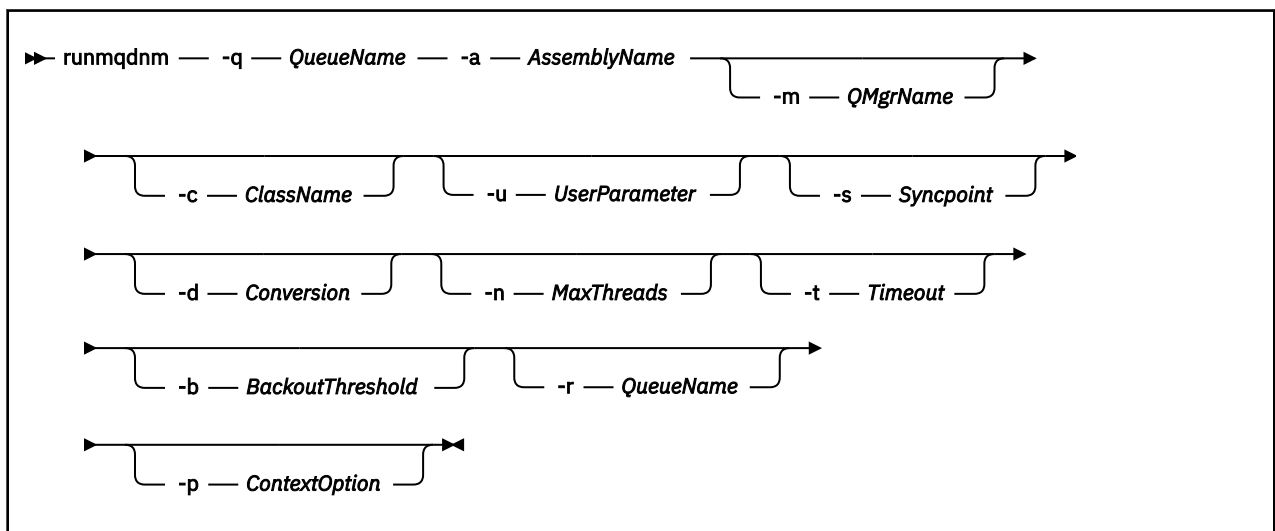 runmqdnm -q QueueName -a AssemblyName
-m QMgrName
-c ClassName -u UserParameter -s Syncpoint
-d Conversion -n MaxThreads -t Timeout
-b BackoutThreshold -r QueueName
-p ContextOption